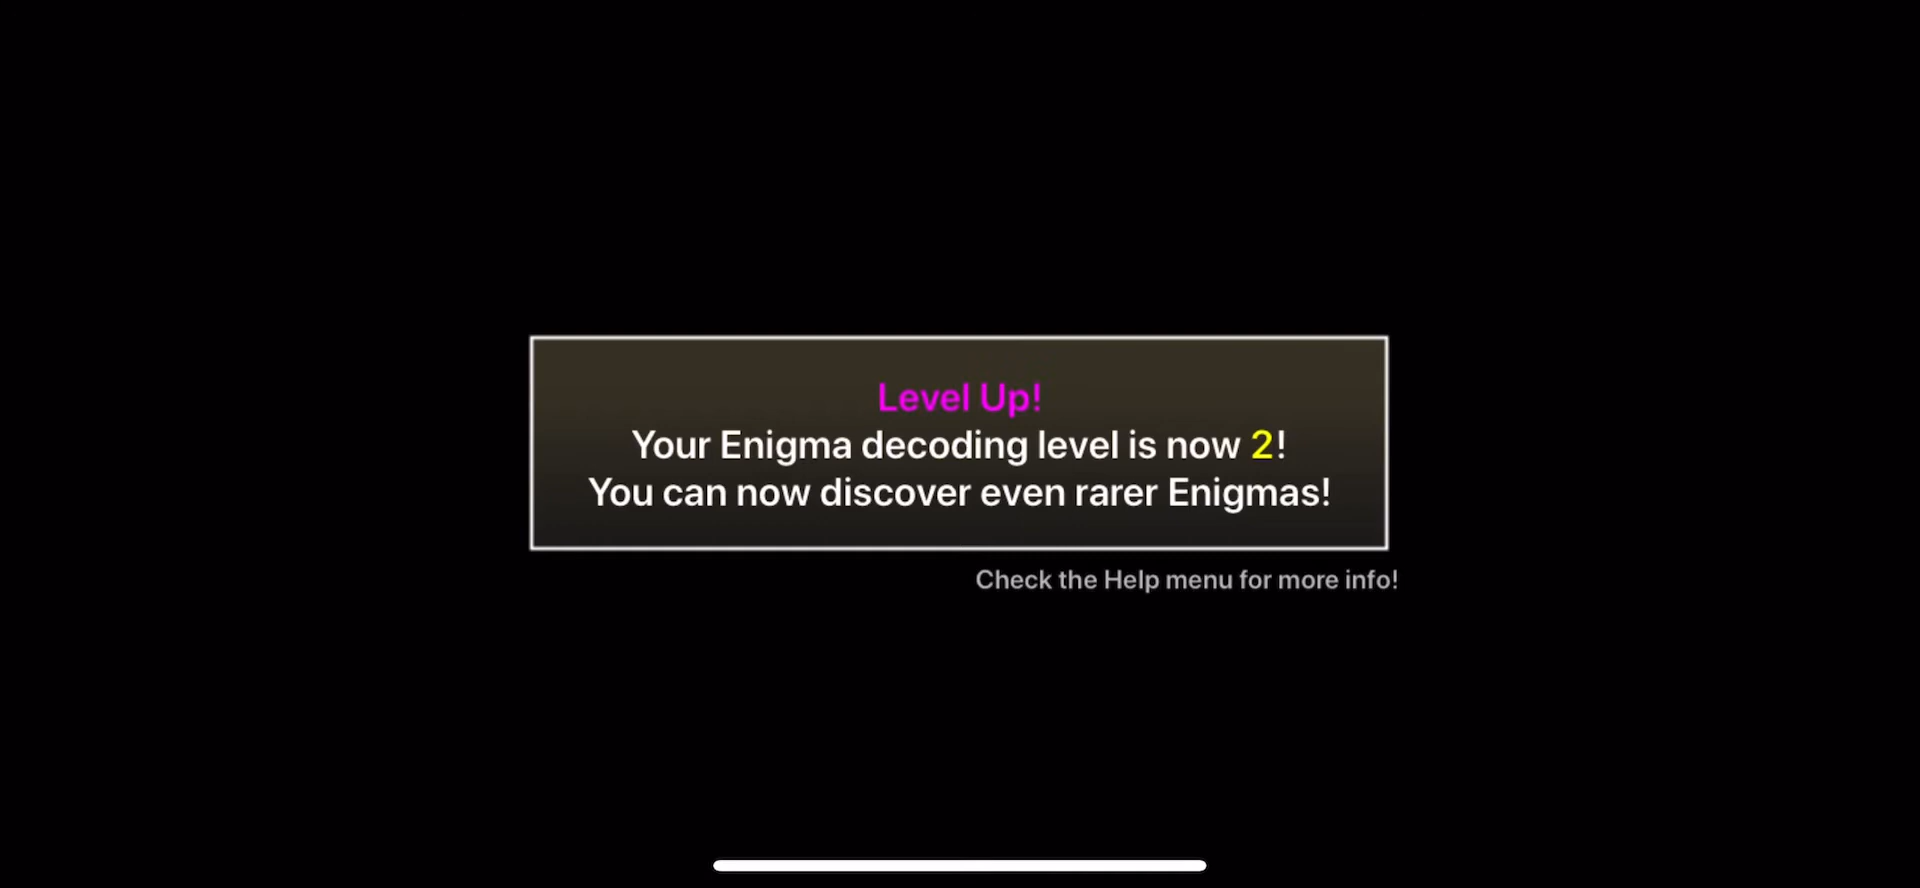 Level Up!
Your Enigma decoding level is now 2!
You can now discover even rarer Enigmas!
Check the Help menu for more info!